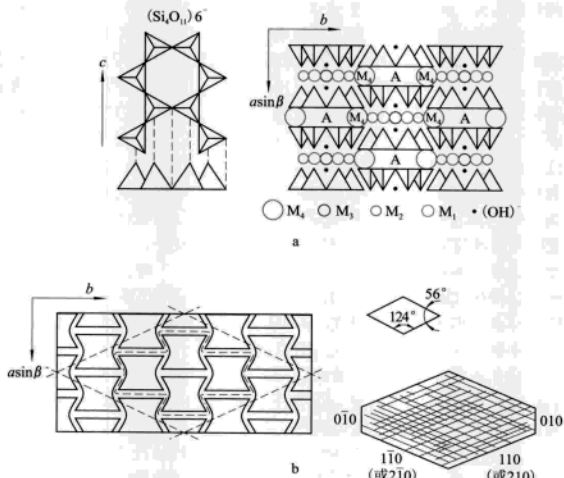 (Si₄O₁₁)6⁻
c
b
asinβ
M₄ A M₄
A M₄ M₄ A
A
M₄ M₃ M₂ M₁ •(OH)⁻
a
b
asinβ
56°
124°
01̄0 010
11̄0 110
(或21̄0) (或210)
b